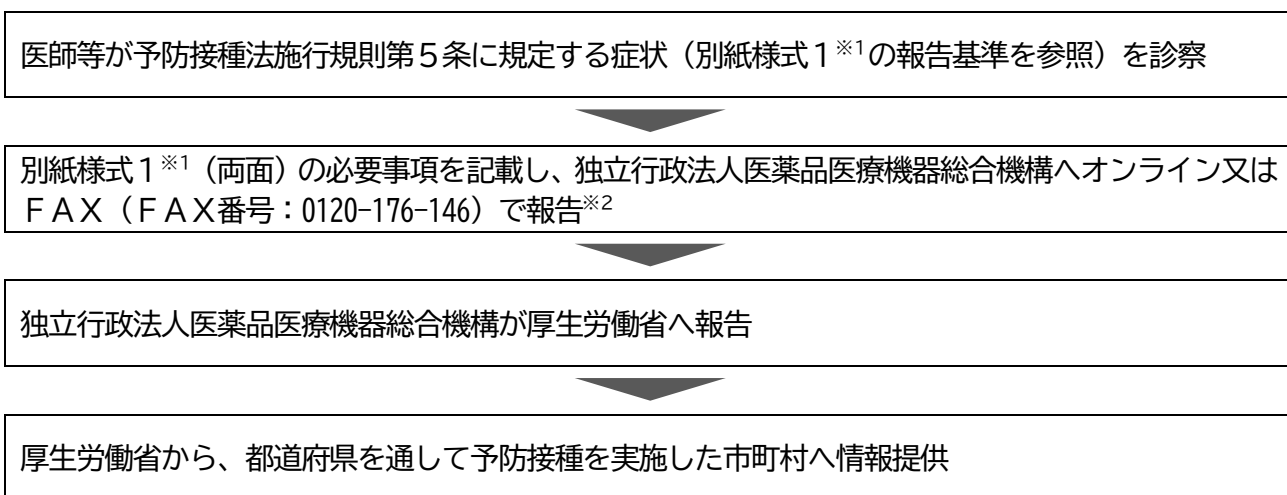 医師等が予防接種法施行規則第５条に規定する症状（別紙様式１※1の報告基準を参照）を診察
別紙様式１※1（両面）の必要事項を記載し、独立行政法人医薬品医療機器総合機構へオンライン又は
ＦＡＸ（ＦＡＸ番号：0120-176-146）で報告※2
独立行政法人医薬品医療機器総合機構が厚生労働省へ報告
厚生労働省から、都道府県を通して予防接種を実施した市町村へ情報提供